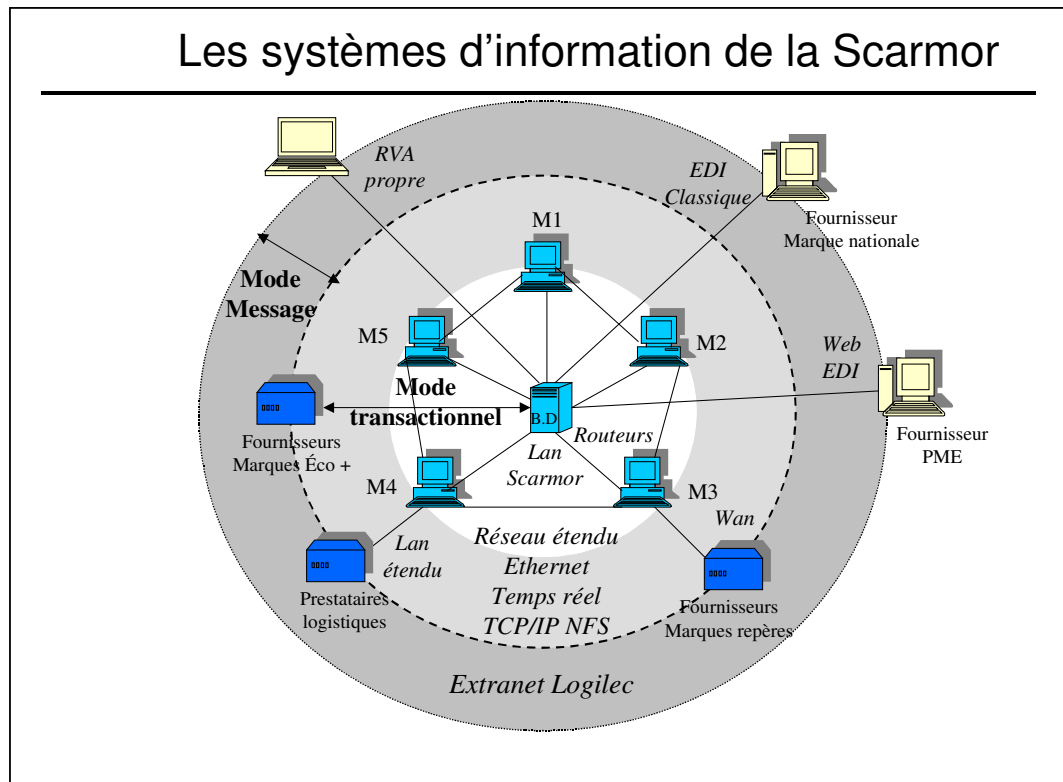 Les systèmes d'information de la Scarmor
RVA
propre
EDI
Classique
Fournisseur
Marque nationale
M1
Mode
Message
M5
M2
Web
EDI
Mode
transactionnel
B.D
Routeurs
Lan
Scarmor
Fournisseurs
Marques Éco +
Fournisseur
PME
M4
M3
Wan
Lan
étendu
Réseau étendu
Ethernet
Temps réel
TCP/IP NFS
Prestataires
logistiques
Fournisseurs
Marques repères
Extranet Logilec